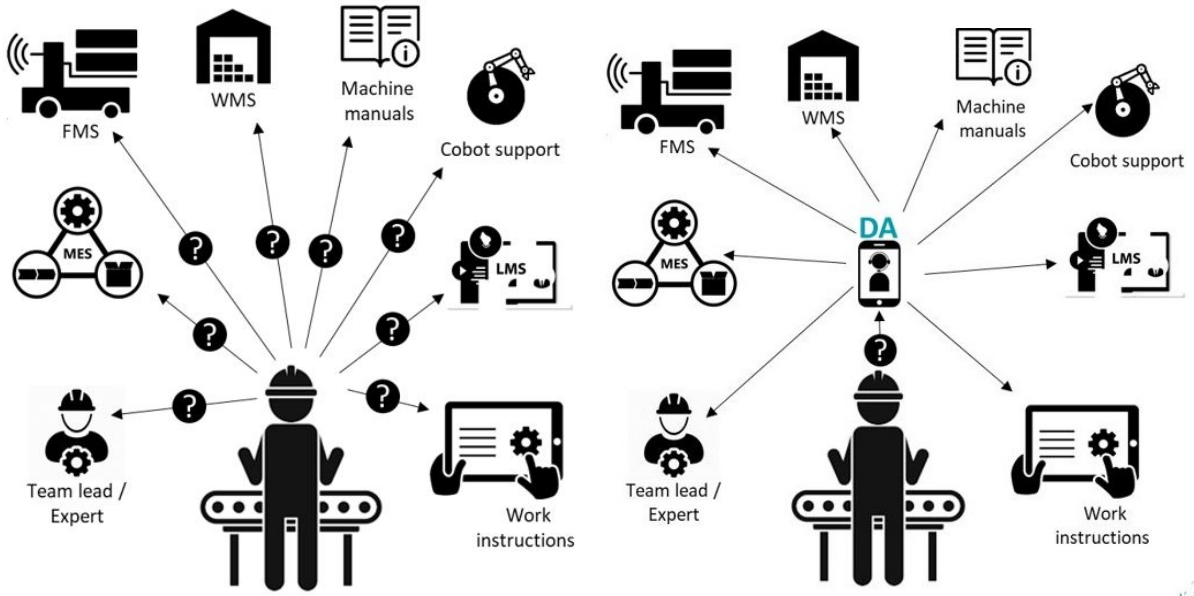 FMS
WMS
Machine
manuals
Cobot support
MES
LMS
?
?
?
?
?
?
?
?
Team lead /
Expert
Work
instructions
FMS
WMS
Machine
manuals
Cobot support
DA
MES
LMS
?
Team lead /
Expert
Work
instructions